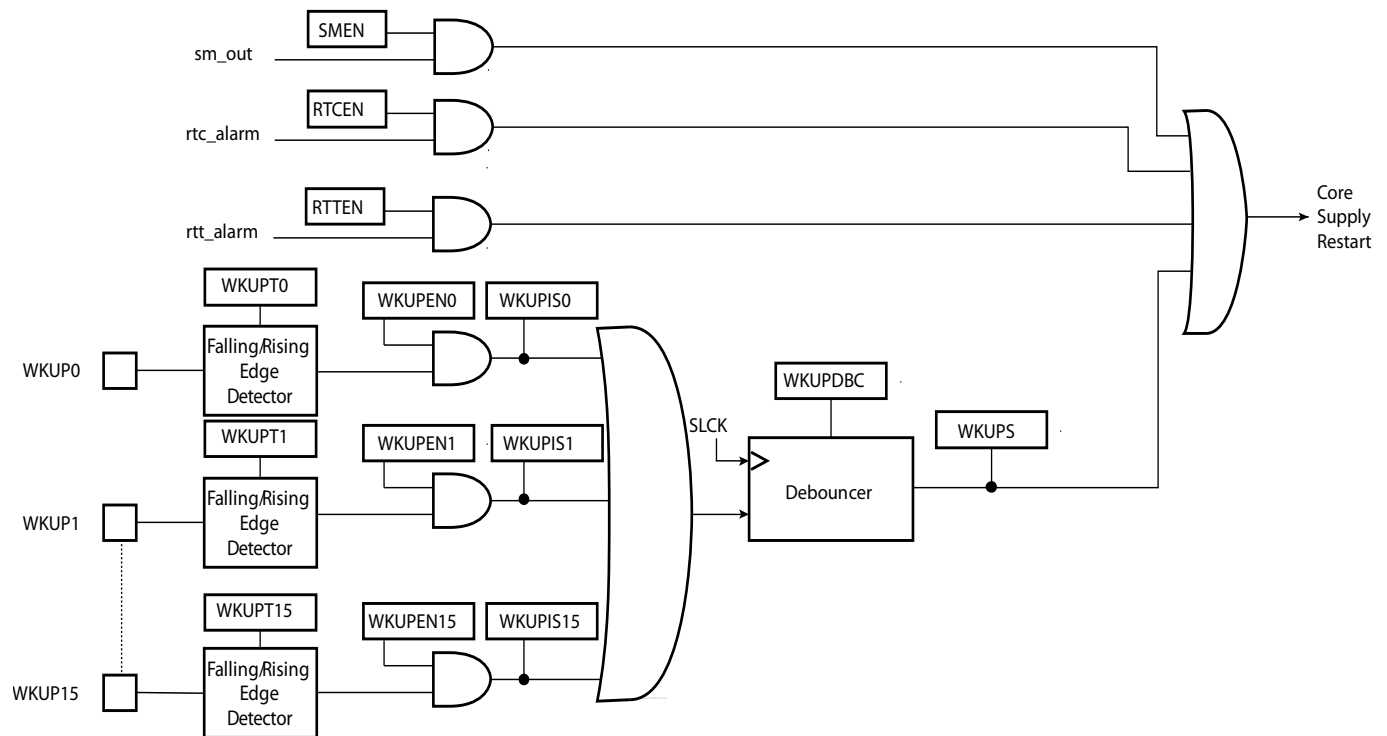 SMEN
sm_out
RTCEN
rtc_alarm
RTTEN
rtt_alarm
Core
Supply
Restart
WKUPT0
WKUPEN0
WKUPIS0
WKUP0
Falling/Rising
Edge
Detector
WKUPT1
WKUPEN1
WKUPIS1
WKUP1
Falling/Rising
Edge
Detector
SLCK
WKUPDBC
Debouncer
WKUPS
WKUPT15
WKUPEN15
WKUPIS15
WKUP15
Falling/Rising
Edge
Detector